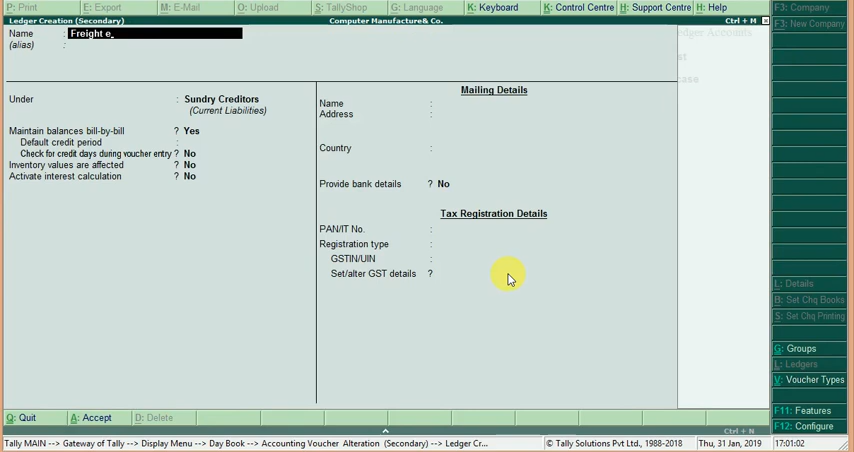 P: Print E: Export M: E-Mail O: Upload S: TallyShop G: Language K: Keyboard K: Control Centre H: Support Centre H: Help F3: Company
F3: New Company
Ledger Creation (Secondary) Computer Manufacture& Co. Ctrl + M
Name : Freight e_
(alias) :
edger Accounts
Mailing Details
Under : Sundry Creditors
(Current Liabilities)
Name :
Address :
Maintain balances bill-by-bill ? Yes
Default credit period :
Check for credit days during voucher entry ? No
Inventory values are affected ? No
Activate interest calculation ? No
Country :
Provide bank details ? No
Tax Registration Details
PAN/IT No. :
Registration type :
GSTIN/UIN :
Set/alter GST details ?
L: Details
B: Set Chq Books
S: Set Chq Printing
G: Groups
L: Ledgers
V: Voucher Types
F11: Features
F12: Configure
Q: Quit A: Accept D: Delete
Ctrl + N
Tally MAIN --> Gateway of Tally --> Display Menu --> Day Book --> Accounting Voucher Alteration (Secondary) --> Ledger Cr... © Tally Solutions Pvt Ltd., 1988-2018 Thu, 31 Jan, 2019 17:01:02